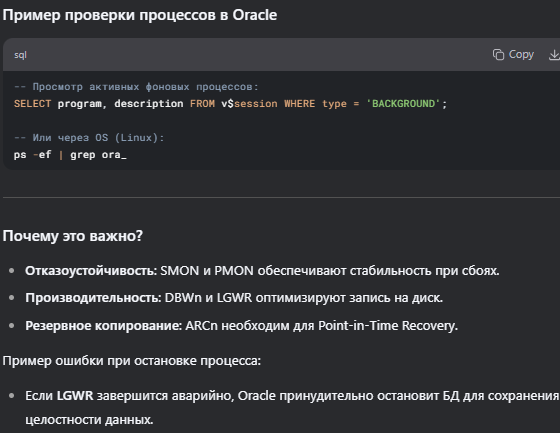 Пример проверки процессов в Oracle
sql
Copy
-- Просмотр активных фоновых процессов:
SELECT program, description FROM v$session WHERE type = 'BACKGROUND';
-- Или через OS (Linux):
ps -ef | grep ora_
Почему это важно?
• Отказоустойчивость: SMON и PMON обеспечивают стабильность при сбоях.
• Производительность: DBWn и LGWR оптимизируют запись на диск.
• Резервное копирование: ARCn необходим для Point-in-Time Recovery.
Пример ошибки при остановке процесса:
• Если LGWR завершится аварийно, Oracle принудительно остановит БД для сохранения
целостности данных.